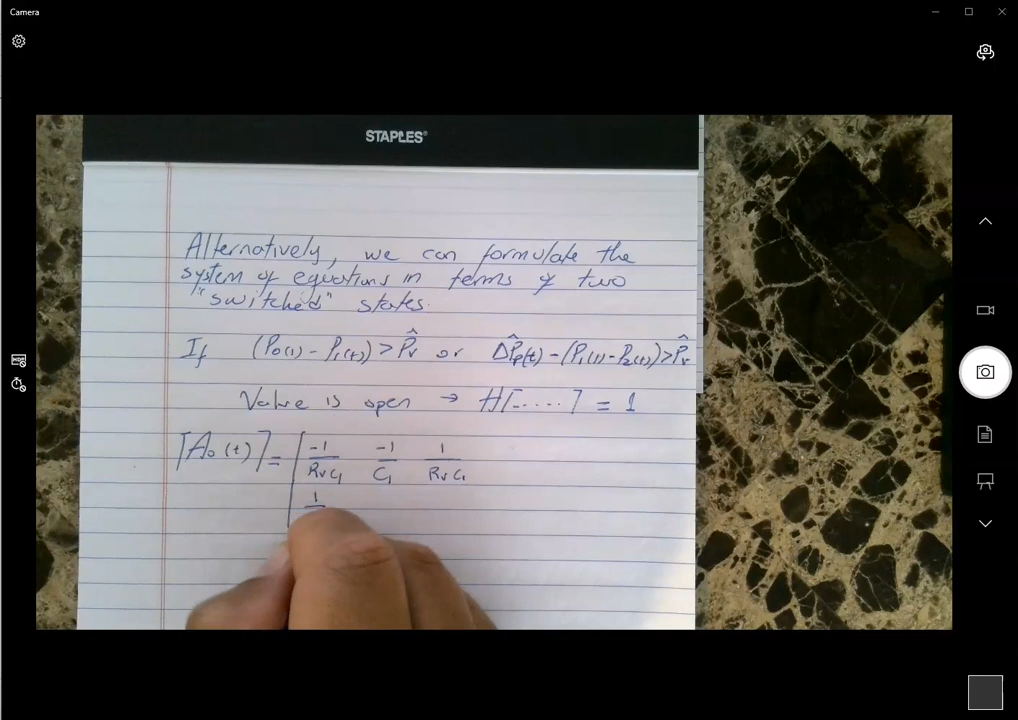 Camera
STAPLES®
Alternatively, we can formulate the
system of equations in terms of two
"switched" states.
If (P₀(t) - P₁(t)) > P̂v or ΔP̂p(t) - (P₁(t) - P₂(t)) > P̂v
Valve is open → H[-....] = 1
[A₀(t)] = [ -1/RvC₁ -1/C₁ 1/RvC₁
1